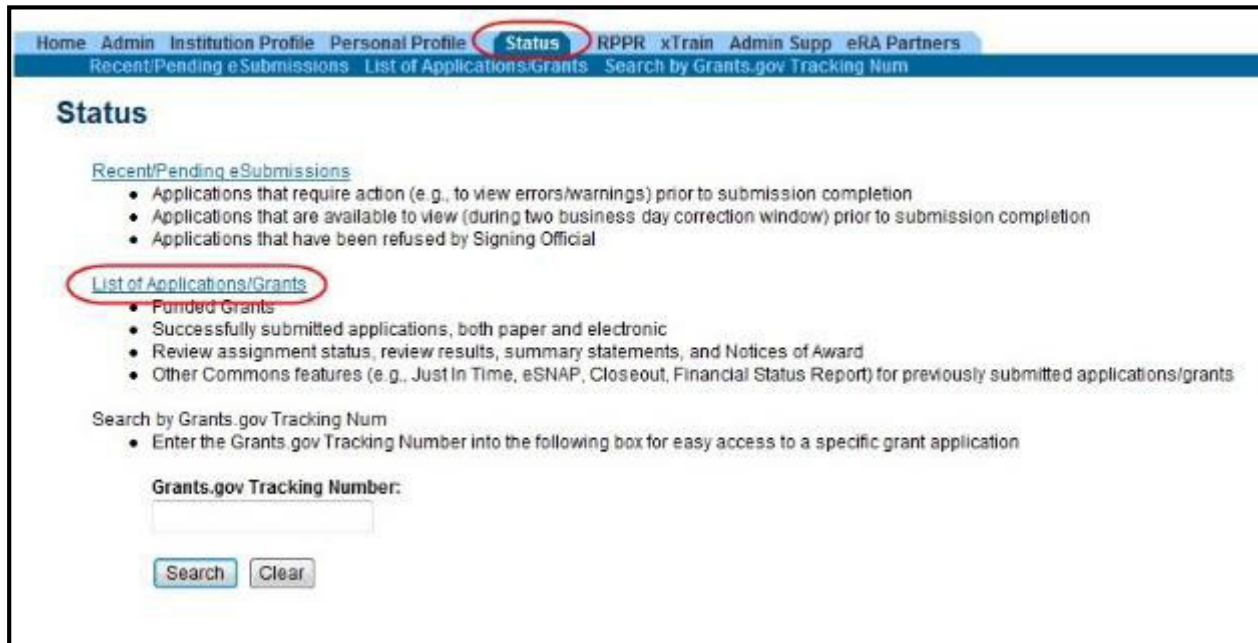 Home Admin Institution Profile Personal Profile Status RPPR xTrain Admin Supp eRA Partners
Recent/Pending eSubmissions List of Applications/Grants Search by Grants.gov Tracking Num
Status
Recent/Pending eSubmissions
• Applications that require action (e.g., to view errors/warnings) prior to submission completion
• Applications that are available to view (during two business day correction window) prior to submission completion
• Applications that have been refused by Signing Official
List of Applications/Grants
• Funded Grants
• Successfully submitted applications, both paper and electronic
• Review assignment status, review results, summary statements, and Notices of Award
• Other Commons features (e.g., Just In Time, eSNAP, Closeout, Financial Status Report) for previously submitted applications/grants
Search by Grants.gov Tracking Num
• Enter the Grants.gov Tracking Number into the following box for easy access to a specific grant application
Grants.gov Tracking Number:
Search Clear